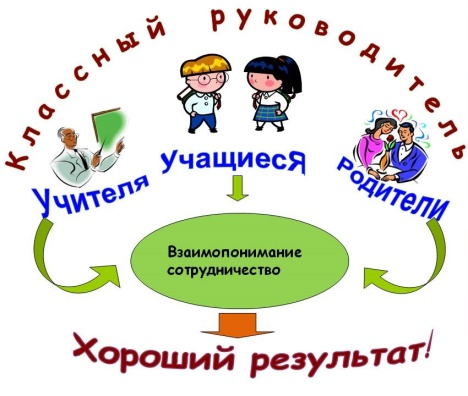 Классный руководитель
Учителя
Учащиеся
Родители
Взаимопонимание
сотрудничество
Хороший результат!